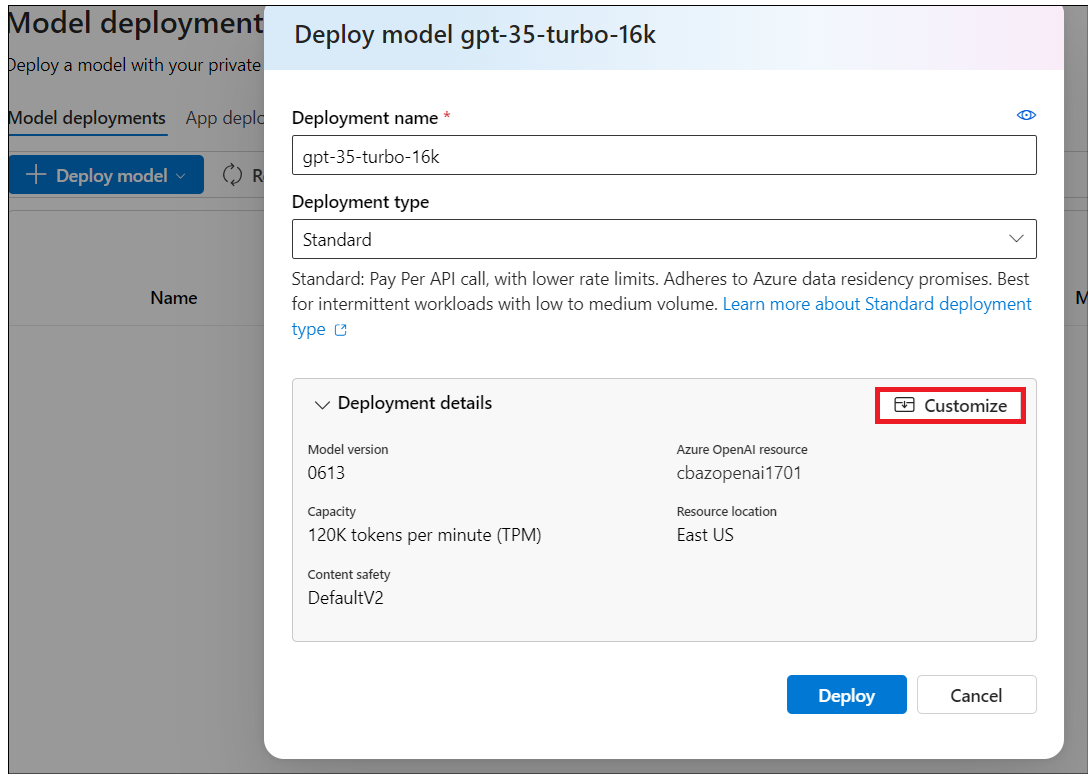 Model deployment
Deploy a model with your private
Model deployments App deplo
Deploy model
R
Name
M
Deploy model gpt-35-turbo-16k
Deployment name *
gpt-35-turbo-16k
Deployment type
Standard
Standard: Pay Per API call, with lower rate limits. Adheres to Azure data residency promises. Best
for intermittent workloads with low to medium volume. Learn more about Standard deployment
type
Deployment details
Customize
Model version
0613
Azure OpenAI resource
cbazopenai1701
Capacity
120K tokens per minute (TPM)
Resource location
East US
Content safety
DefaultV2
Deploy
Cancel